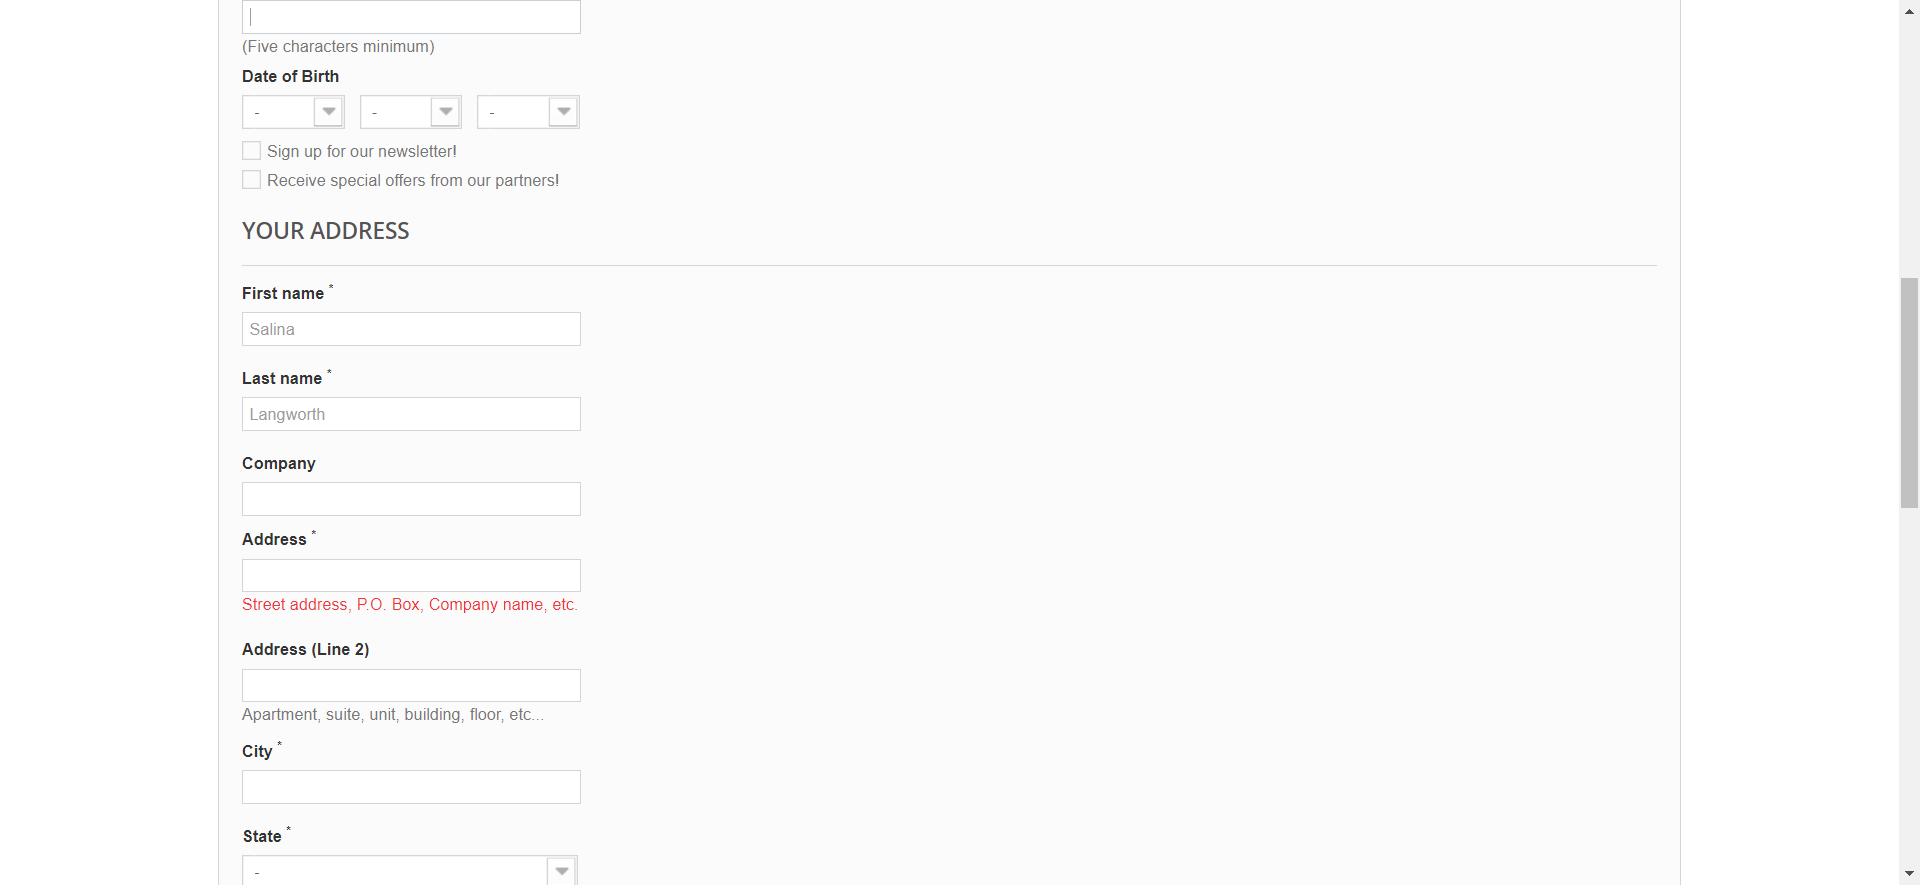 (Five characters minimum)
Date of Birth
- - -
Sign up for our newsletter!
Receive special offers from our partners!
YOUR ADDRESS
First name *
Salina
Last name *
Langworth
Company
Address *
Street address, P.O. Box, Company name, etc.
Address (Line 2)
Apartment, suite, unit, building, floor, etc...
City *
State *
-